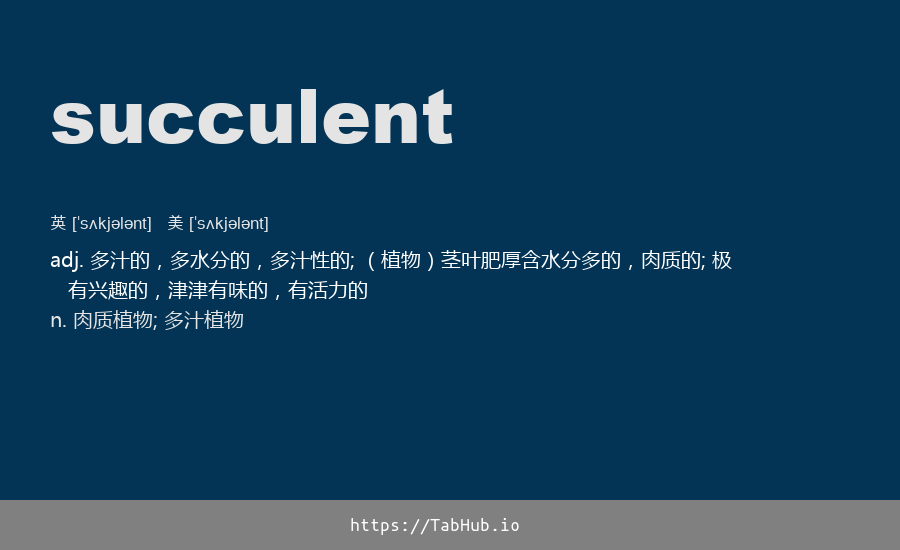 succulent
英 [ˈsʌkjələnt]   美 [ˈsʌkjələnt]
adj. 多汁的，多水分的，多汁性的; （植物）茎叶肥厚含水分多的，肉质的; 极
有兴趣的，津津有味的，有活力的
n. 肉质植物; 多汁植物
https://TabHub.io